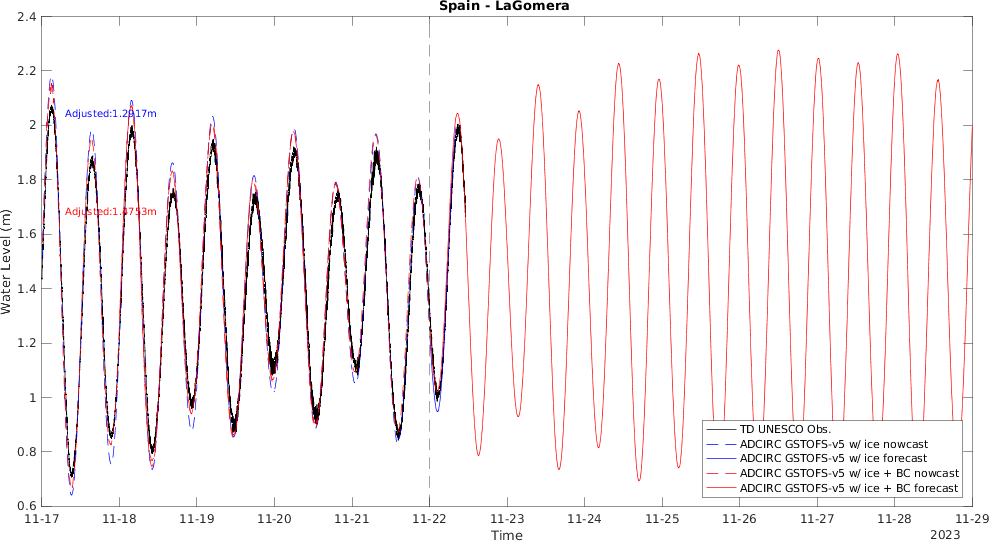 Spain - LaGomera
2.4
2.2
2
1.8
1.6
1.4
1.2
1
0.8
0.6
Water Level (m)
Adjusted:1.2917m
Adjusted:1.4753m
TD UNESCO Obs.
ADCIRC GSTOFS-v5 w/ ice nowcast
ADCIRC GSTOFS-v5 w/ ice forecast
ADCIRC GSTOFS-v5 w/ ice + BC nowcast
ADCIRC GSTOFS-v5 w/ ice + BC forecast
11-17 11-18 11-19 11-20 11-21 11-22 11-23 11-24 11-25 11-26 11-27 11-28 11-29
Time
2023